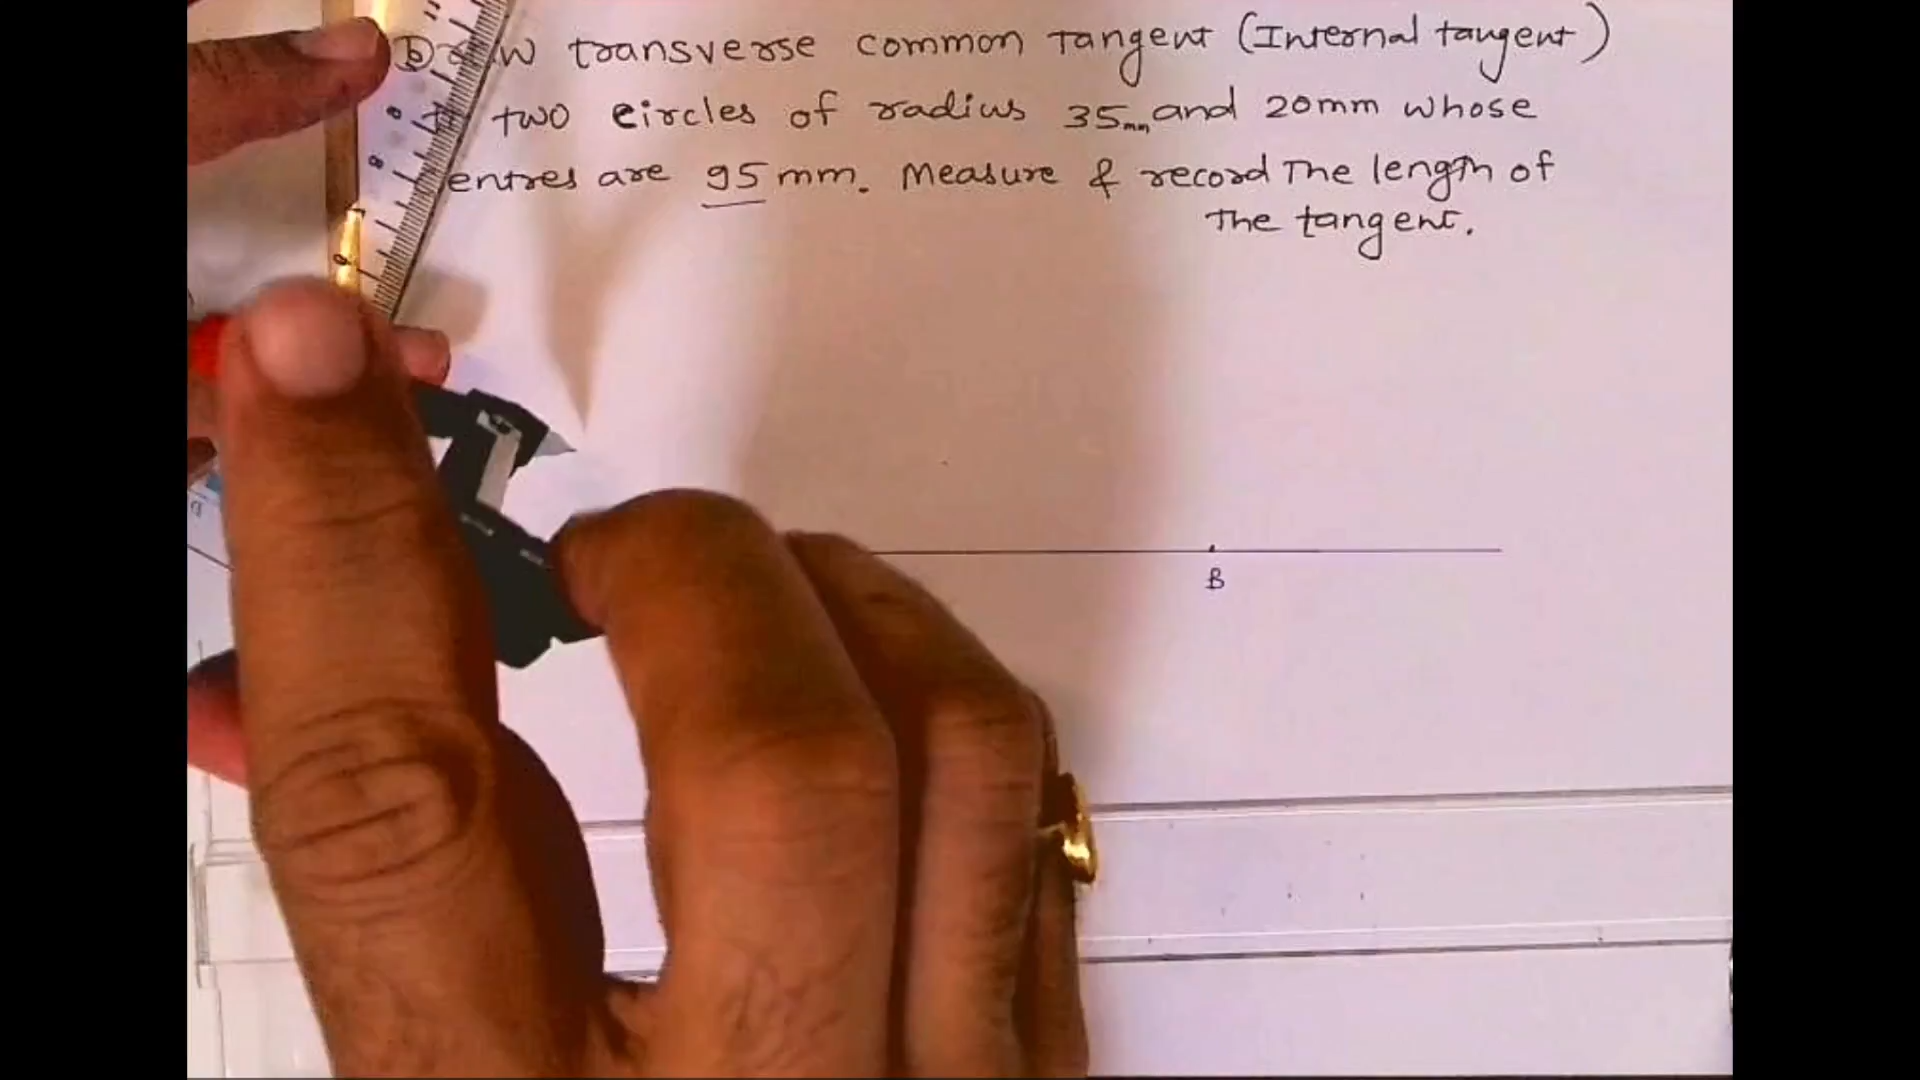 Draw transverse common Tangent (Internal tangent)
two circles of radius 35mm and 20mm whose
entres are 95 mm. Measure & record The length of
The tangent.
B